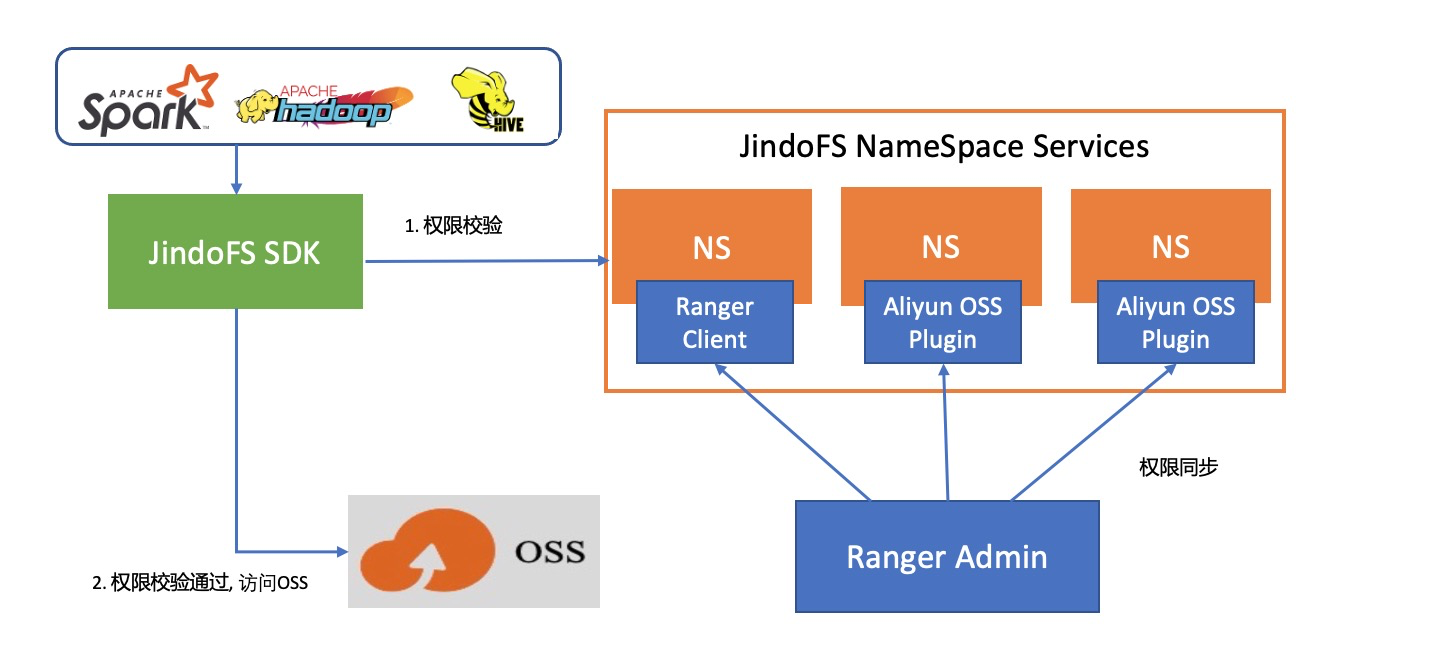 APACHE
Spark™
APACHE
hadoop
HIVE
JindoFS NameSpace Services
JindoFS SDK
1. 权限校验
NS
NS
NS
Ranger
Client
Aliyun OSS
Plugin
Aliyun OSS
Plugin
权限同步
OSS
2. 权限校验通过, 访问OSS
Ranger Admin